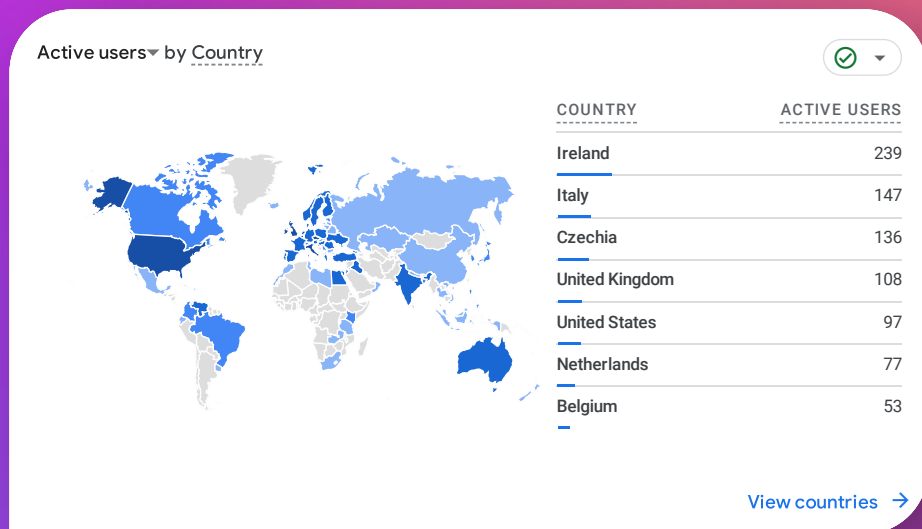 Active users by Country
COUNTRY ACTIVE USERS
Ireland 239
Italy 147
Czechia 136
United Kingdom 108
United States 97
Netherlands 77
Belgium 53
View countries